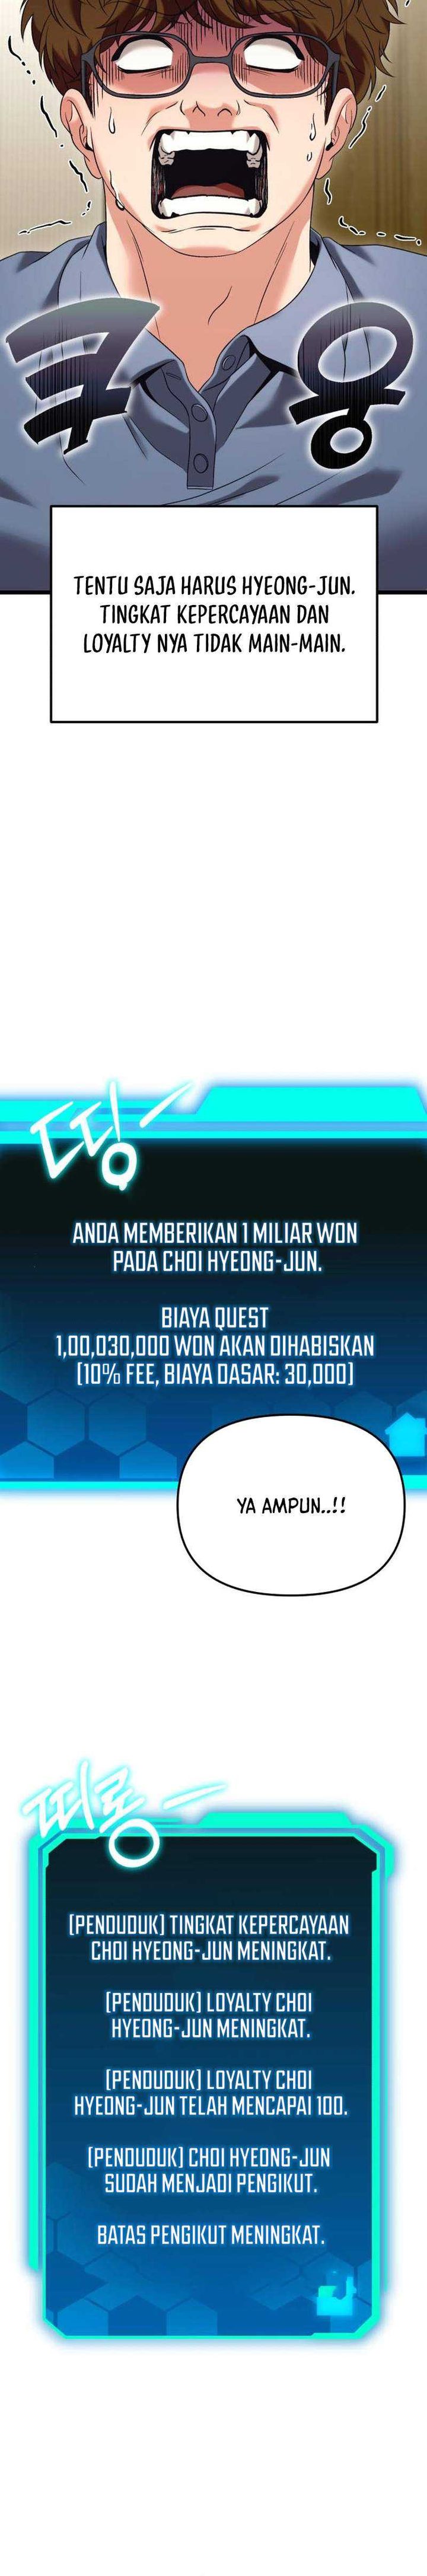 쿠웅
TENTU SAJA HARUS HYEONG-JUN.
TINGKAT KEPERCAYAAN DAN
LOYALTY NYA TIDAK MAIN-MAIN.
띵
ANDA MEMBERIKAN 1 MILIAR WON
PADA CHOI HYEONG-JUN.
BIAYA QUEST
1,00,030,000 WON AKAN DIHABISKAN
[10% FEE, BIAYA DASAR: 30,000]
YA AMPUN..!!
띠롱
[PENDUDUK] TINGKAT KEPERCAYAAN
CHOI HYEONG-JUN MENINGKAT.
[PENDUDUK] LOYALTY CHOI
HYEONG-JUN MENINGKAT.
[PENDUDUK] LOYALTY CHOI
HYEONG-JUN TELAH MENCAPAI 100.
[PENDUDUK] CHOI HYEONG-JUN
SUDAH MENJADI PENGIKUT.
BATAS PENGIKUT MENINGKAT.